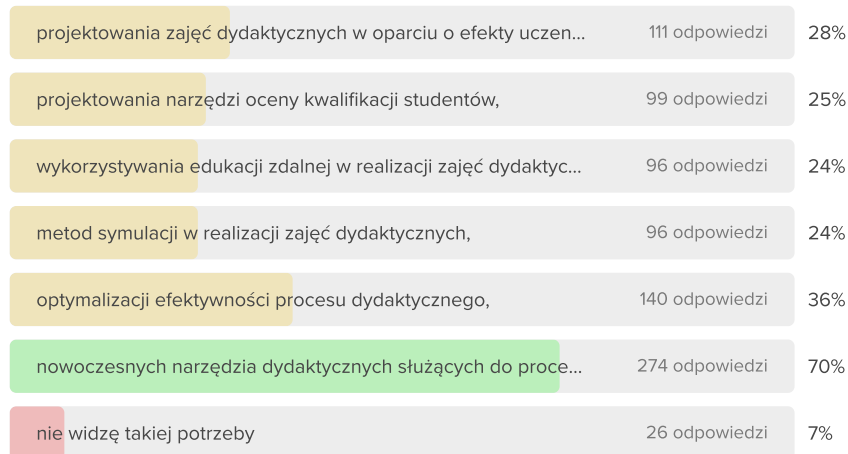 projektowania zajęć dydaktycznych w oparciu o efekty uczen... 111 odpowiedzi 28%
projektowania narzędzi oceny kwalifikacji studentów, 99 odpowiedzi 25%
wykorzystywania edukacji zdalnej w realizacji zajęć dydaktyc... 96 odpowiedzi 24%
metod symulacji w realizacji zajęć dydaktycznych, 96 odpowiedzi 24%
optymalizacji efektywności procesu dydaktycznego, 140 odpowiedzi 36%
nowoczesnych narzędzia dydaktycznych służących do proce... 274 odpowiedzi 70%
nie widzę takiej potrzeby 26 odpowiedzi 7%